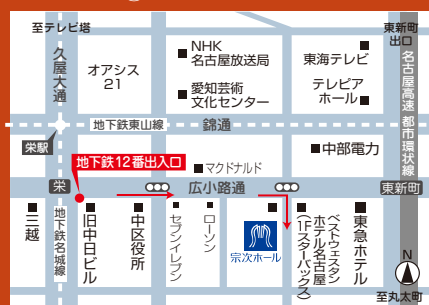 至テレビ塔
久屋大通
オアシス
21
NHK
名古屋放送局
愛知芸術
文化センター
東海テレビ
テレピア
ホール
東新町
出口
名古屋高速 都市環状線
地下鉄東山線
錦通
栄駅
地下鉄12番出入口
マクドナルド
中部電力
栄
広小路通
東新町
三越
地下鉄名城線
旧中日ビル
中区役所
セブンイレブン
ローソン
宗次ホール
ベストウェスタン
ホテル名古屋
(1Fスターバックス)
東急ホテル
N
至丸太町